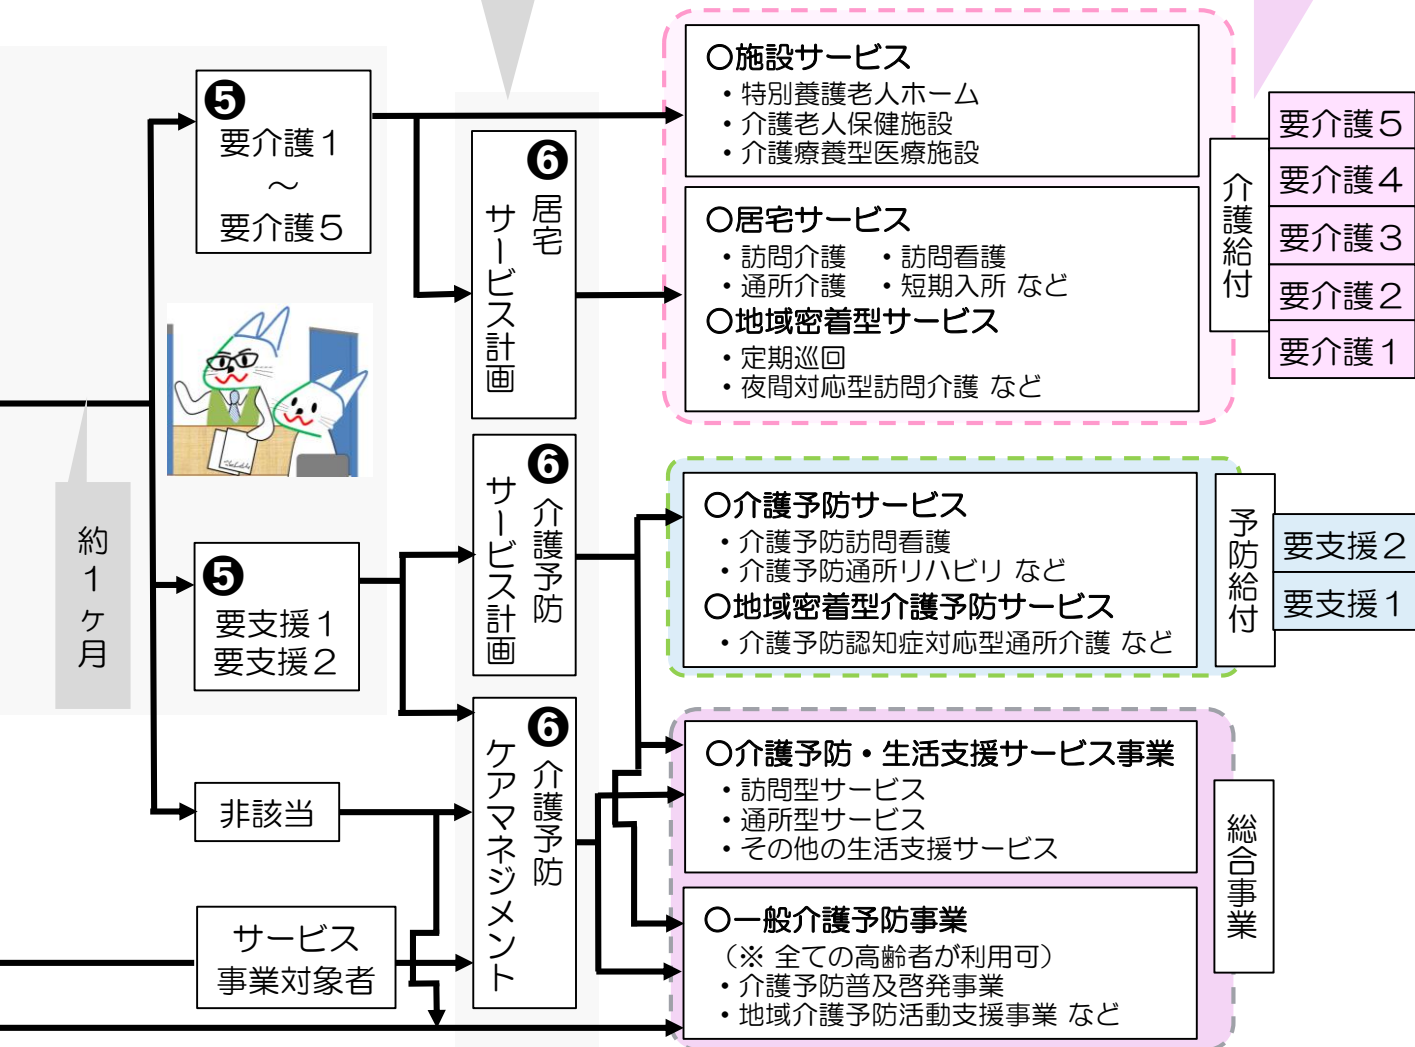 ❺
要介護１
～
要介護５
❻
居宅
サービス計画
〇施設サービス
・特別養護老人ホーム
・介護老人保健施設
・介護療養型医療施設
〇居宅サービス
・訪問介護　・訪問看護
・通所介護　・短期入所 など
〇地域密着型サービス
・定期巡回
・夜間対応型訪問介護 など
介護給付
要介護５
要介護４
要介護３
要介護２
要介護１
約１ヶ月
❺
要支援１
要支援２
❻
介護予防
サービス計画
〇介護予防サービス
・介護予防訪問看護
・介護予防通所リハビリ など
〇地域密着型介護予防サービス
・介護予防認知症対応型通所介護 など
予防給付
要支援２
要支援１
非該当
サービス
事業対象者
❻
介護予防
ケアマネジメント
〇介護予防・生活支援サービス事業
・訪問型サービス
・通所型サービス
・その他の生活支援サービス
〇一般介護予防事業
（※ 全ての高齢者が利用可）
・介護予防普及啓発事業
・地域介護予防活動支援事業 など
総合事業